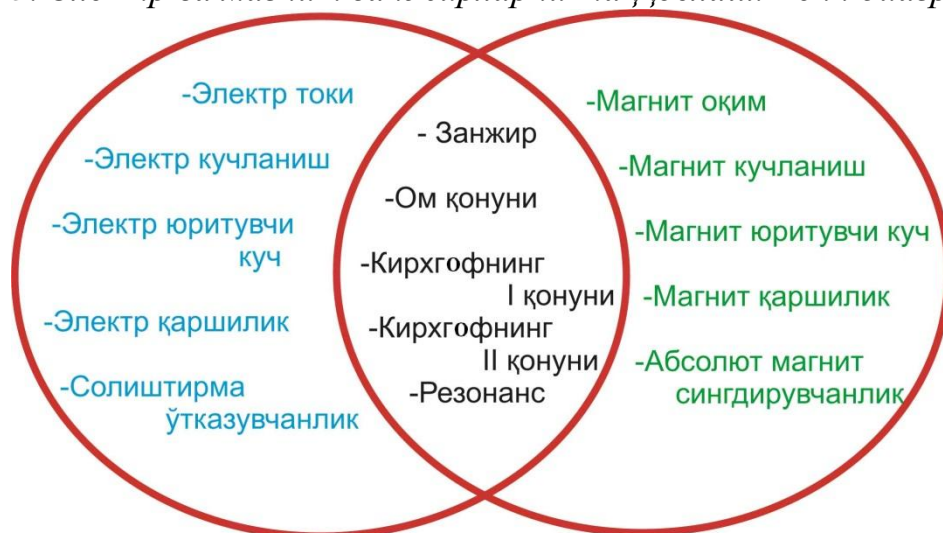 -Электр токи
-Электр кучланиш
-Электр юритувчи
куч
-Электр қаршилик
-Солиштирма
ўтказувчанлик
- Занжир
-Ом қонуни
-Кирхгофнинг
I қонуни
-Кирхгофнинг
II қонуни
-Резонанс
-Магнит оқим
-Магнит кучланиш
-Магнит юритувчи куч
-Магнит қаршилик
-Абсолют магнит
сингдирувчанлик